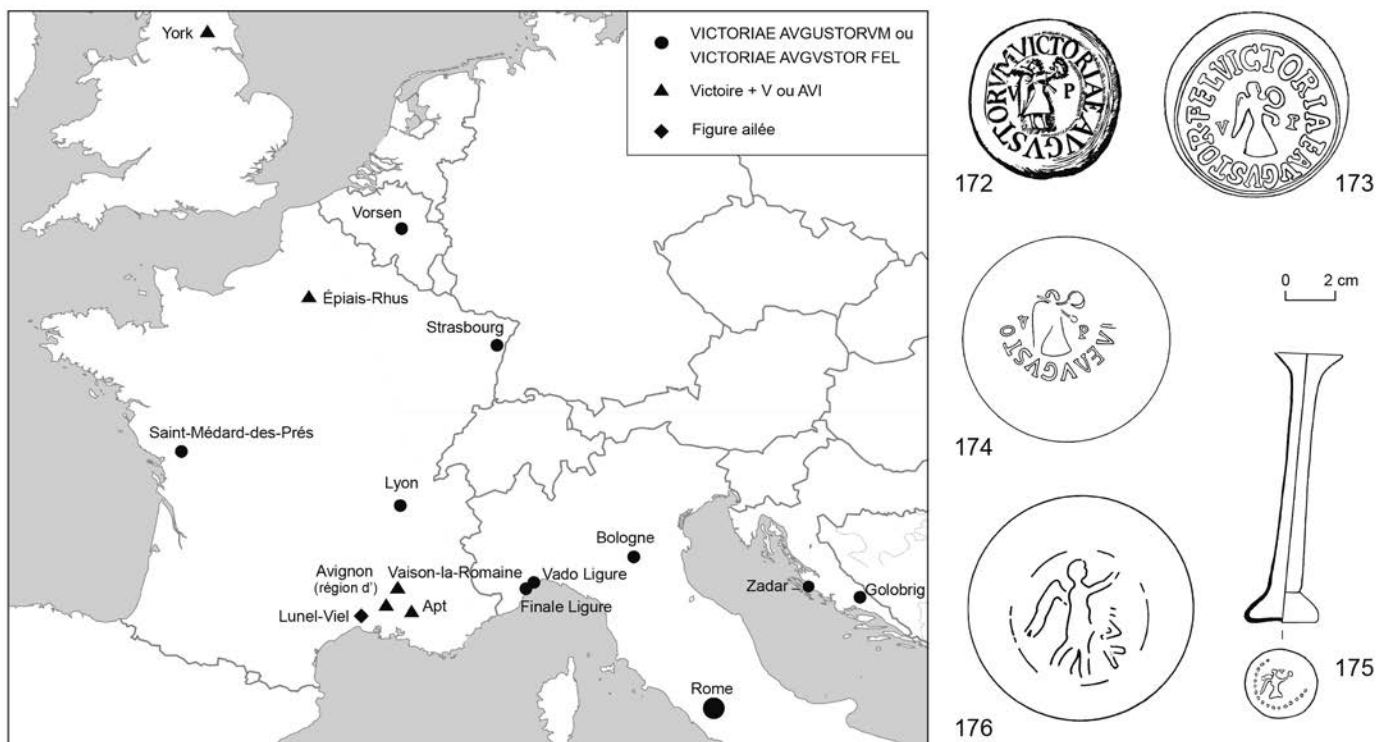 York
VICTORIAE AVGUSTORVM ou
VICTORIAE AVGVSTOR FEL
Victoire + V ou AVI
Figure ailée
Vorsen
Épiais-Rhus
Strasbourg
Saint-Médard-des-Prés
Lyon
Bologne
Avignon
(région d')
Vaison-la-Romaine
Vado Ligure
Zadar
Golobrig
Lunel-Viel
Apt
Finale Ligure
Rome
VICTORIAE AVGVSTORVM
V P
172
VICTORIAE AVGVSTOR FEL
V P
173
0 2 cm
V P
IAE AVGVSTO
174
175
176